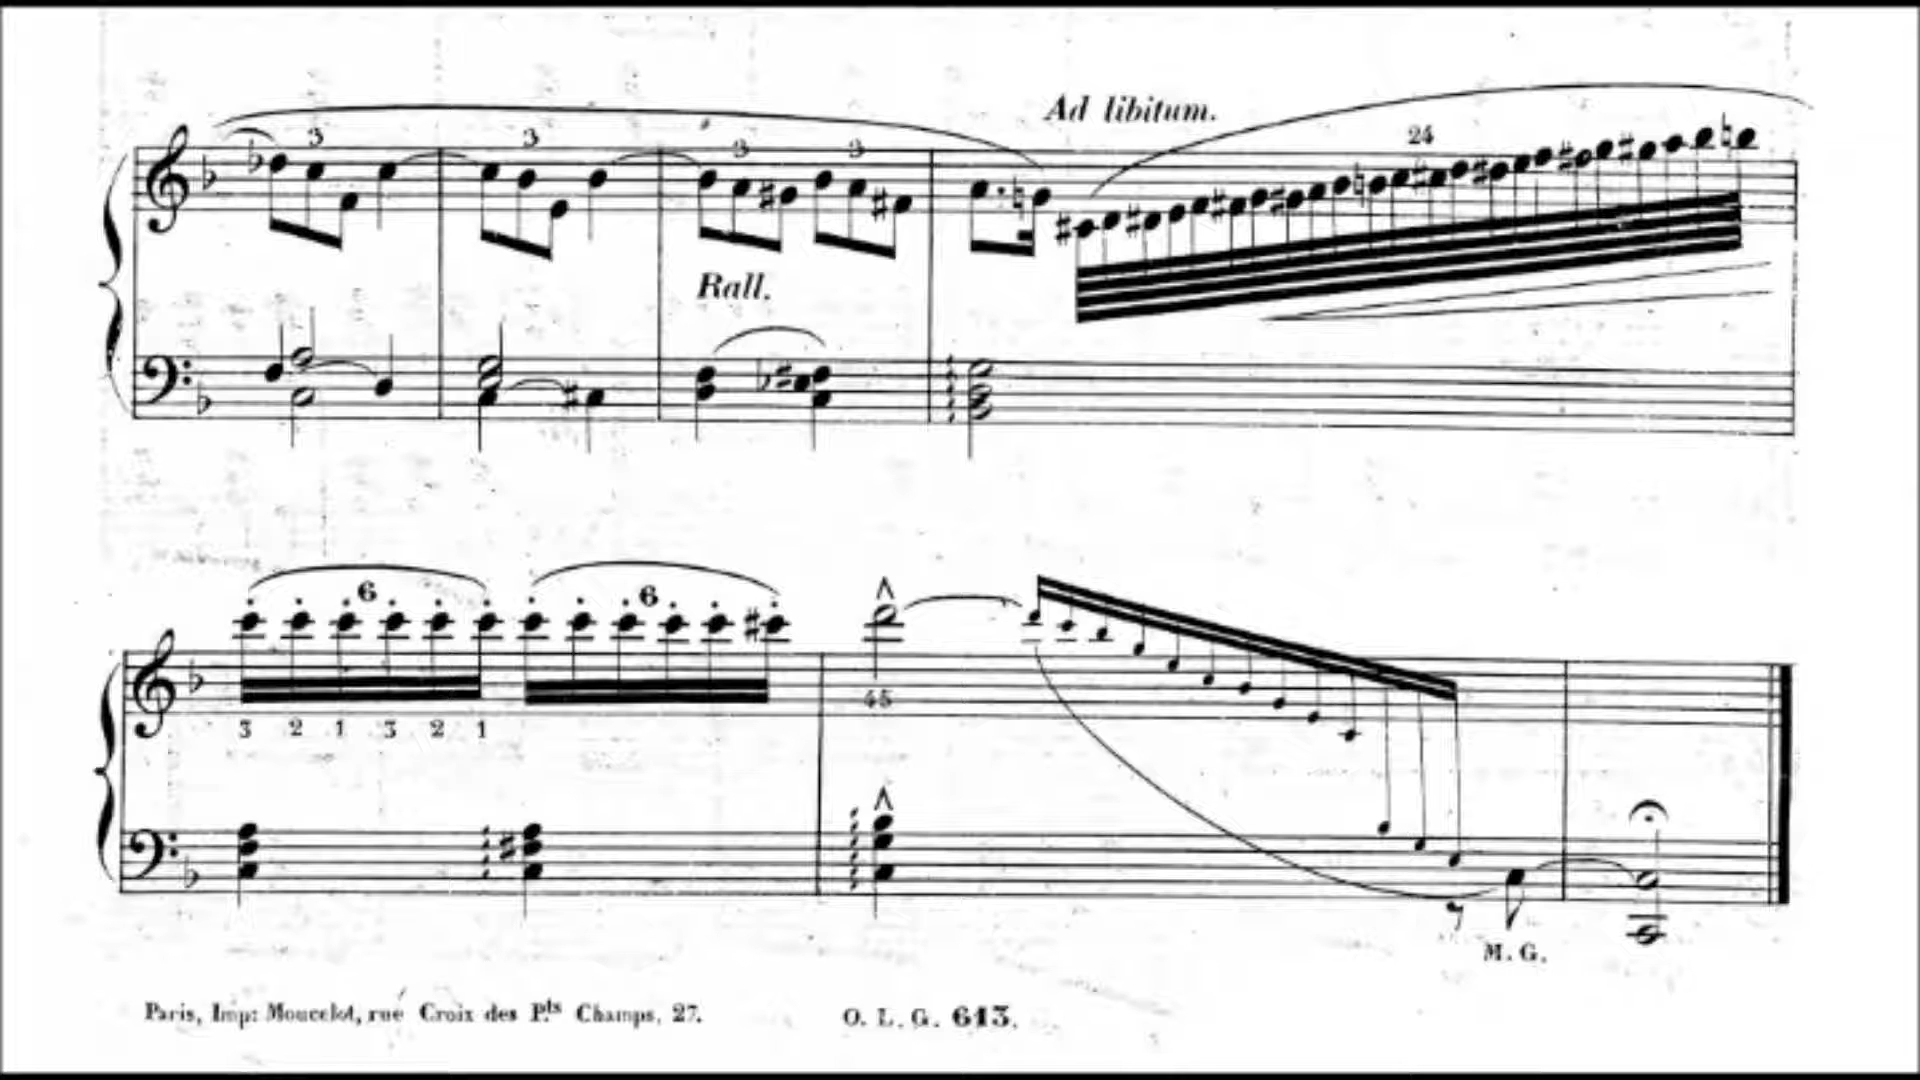 Ad libitum.
3 3 3 3 24
Rall.
6 6
45
3 2 1 3 2 1
M. G.
Paris, Imp: Moucelot, rue Croix des P.ts Champs, 27. O. L. G. 613.